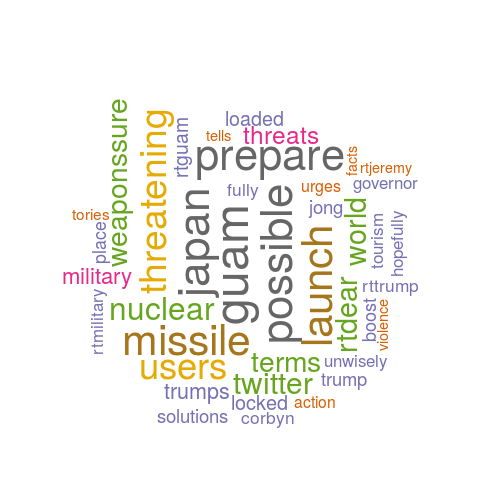 loaded
tells
threats
prepare
facts
rtjeremy
rtguam
threatening
weaponssure
fully
urges
governor
jong
world
tories
places
japan
guam
possible
launch
tourism
hopefully
military
rttrump
rtmilitary
nuclear
rtdear
boost
violence
missile
users
terms
unwisely
trumps
twitter
trump
locked
action
solutions
corbyn